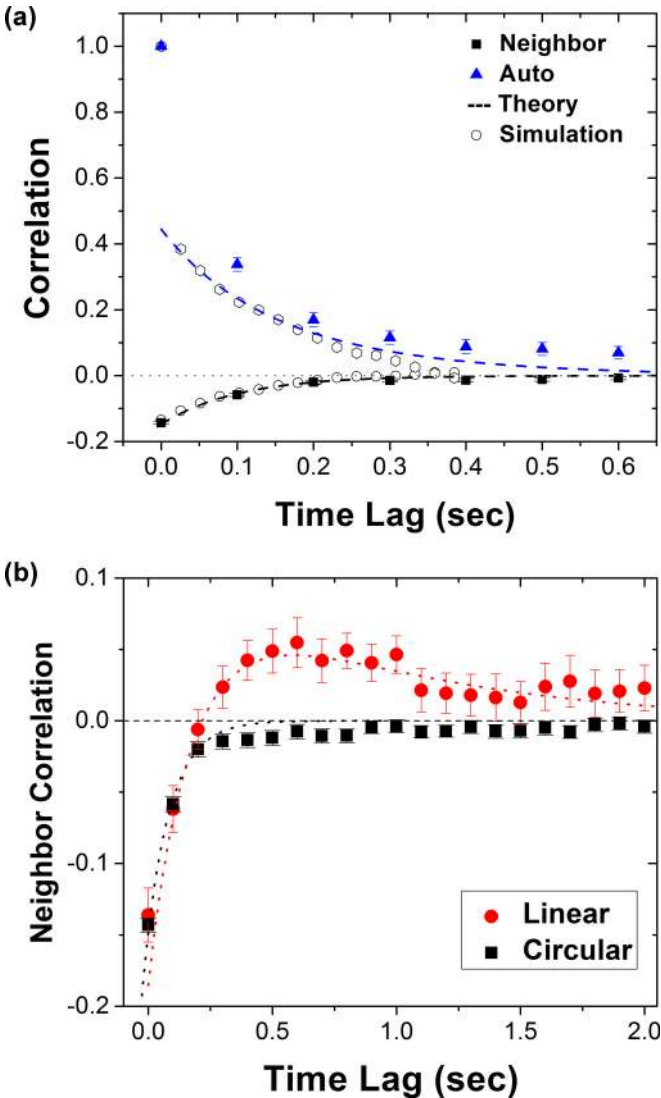 (a)
1.0
0.8
0.6
0.4
0.2
0.0
-0.2
Correlation
Neighbor
Auto
Theory
Simulation
0.0 0.1 0.2 0.3 0.4 0.5 0.6
Time Lag (sec)
(b)
0.1
0.0
-0.1
-0.2
Neighbor Correlation
Linear
Circular
0.0 0.5 1.0 1.5 2.0
Time Lag (sec)